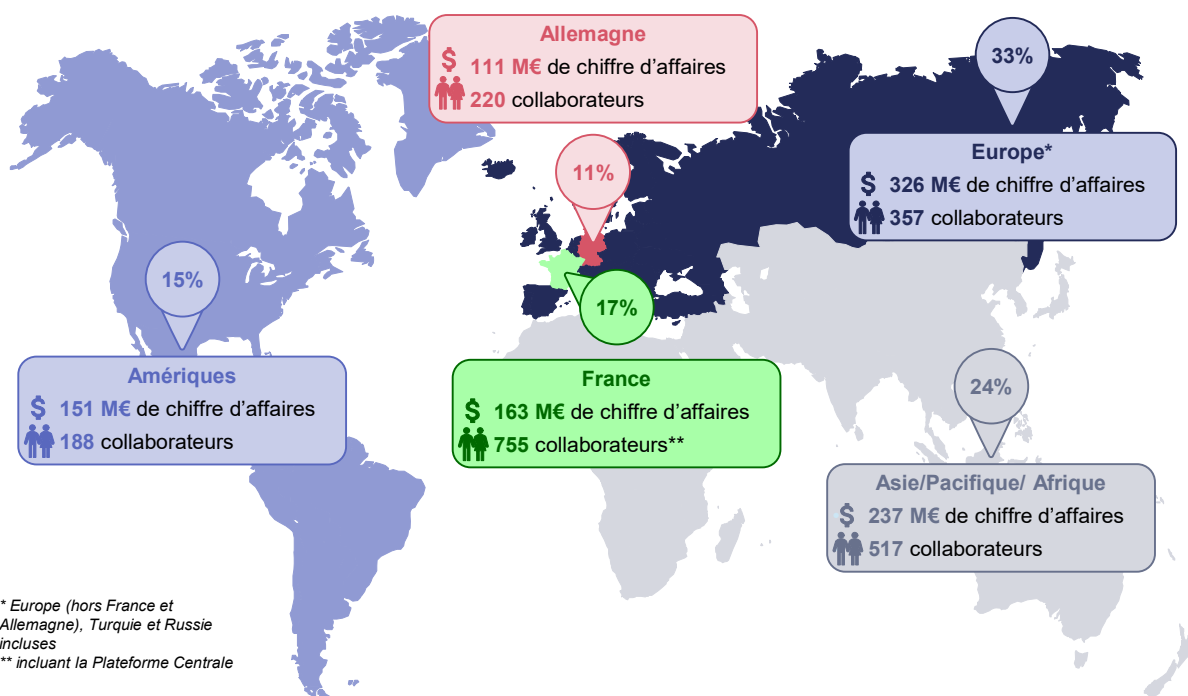 Allemagne
$ 111 M€ de chiffre d’affaires
220 collaborateurs
33%
Europe*
$ 326 M€ de chiffre d’affaires
357 collaborateurs
11%
15%
17%
Amériques
$ 151 M€ de chiffre d’affaires
188 collaborateurs
France
$ 163 M€ de chiffre d’affaires
755 collaborateurs**
24%
Asie/Pacifique/ Afrique
$ 237 M€ de chiffre d’affaires
517 collaborateurs
* Europe (hors France et
Allemagne), Turquie et Russie
incluses
** incluant la Plateforme Centrale